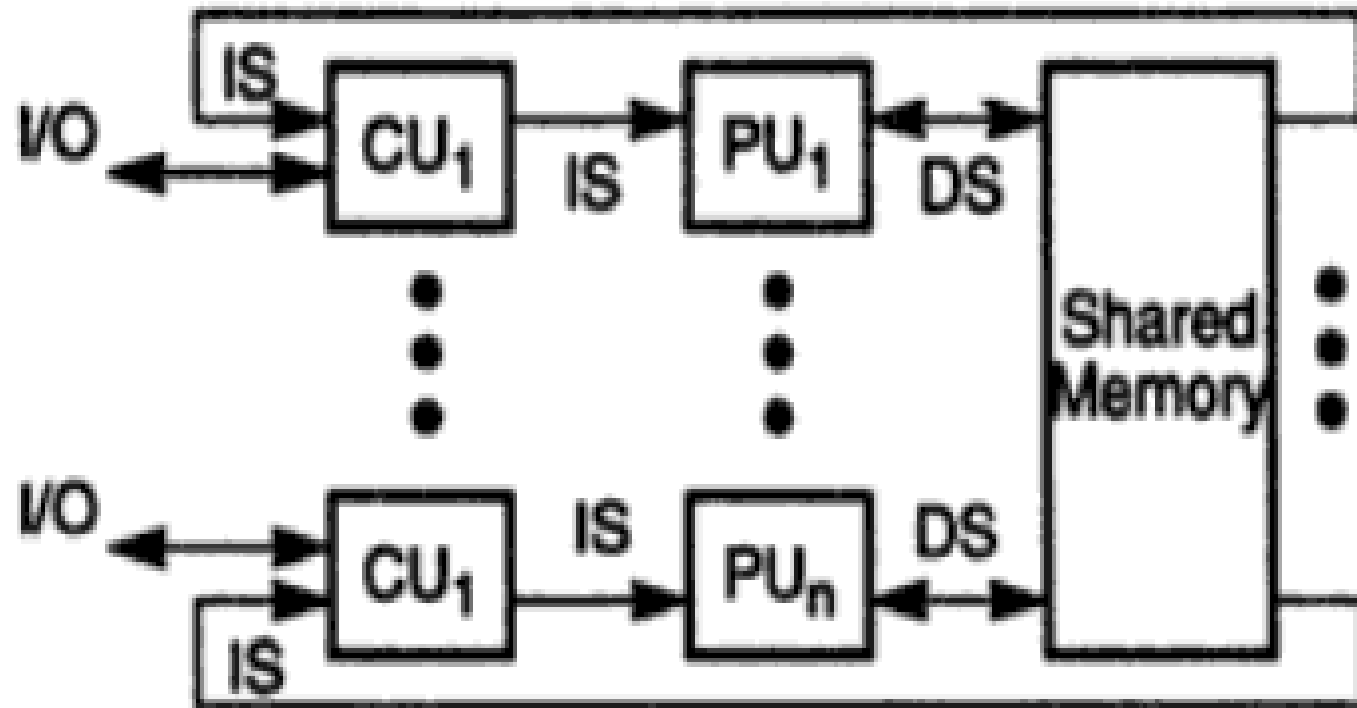 IS
I/O
CU1
IS
PU1
DS
Shared
Memory
I/O
CU1
IS
PUn
DS
IS